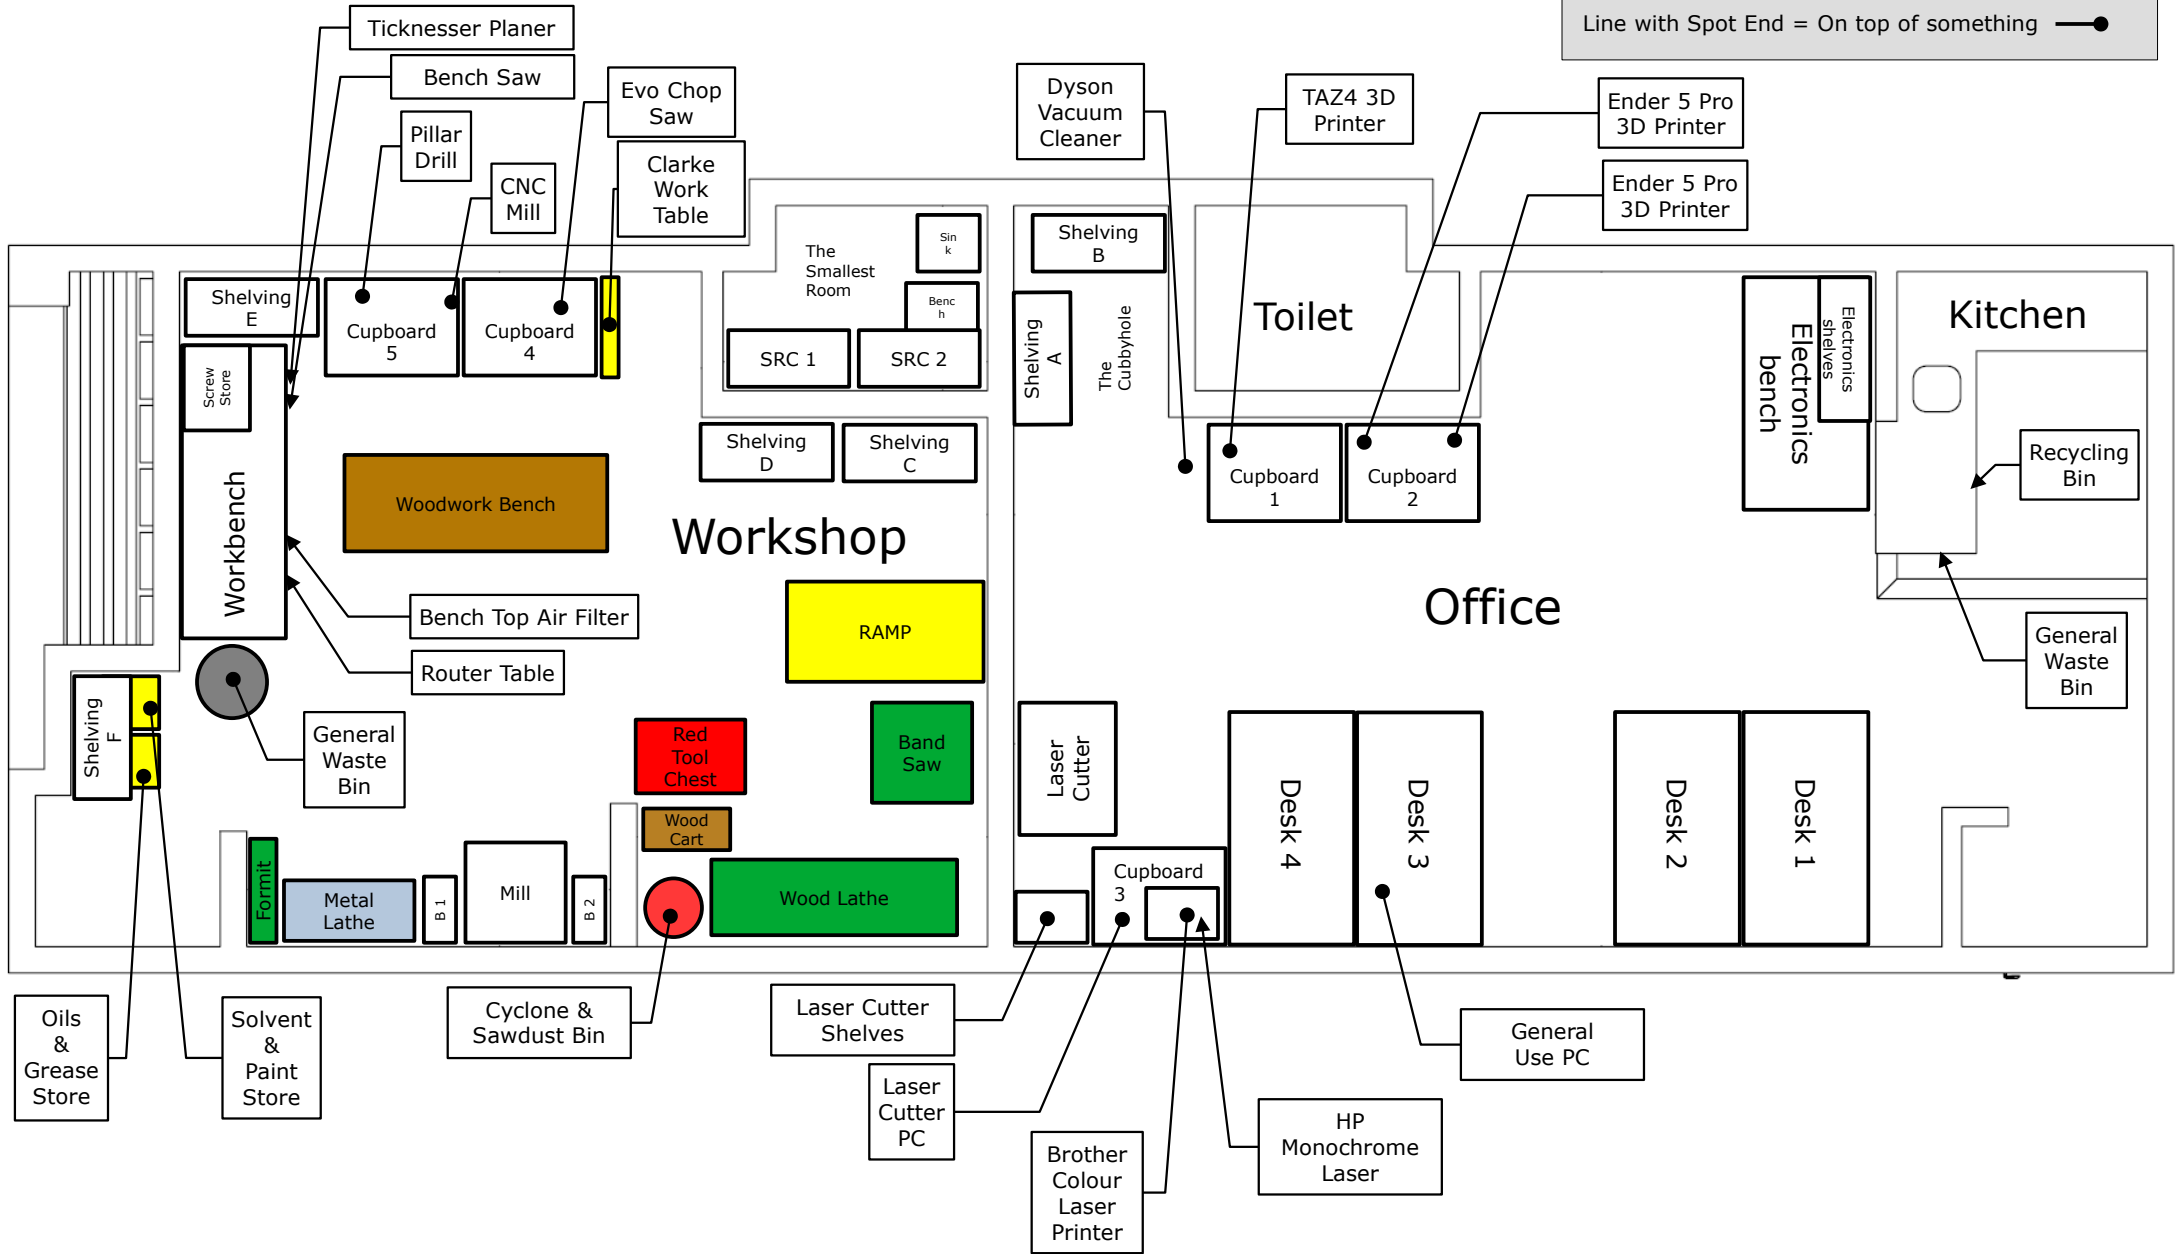 Line with Spot End = On top of something
Ticknesser Planer
Bench Saw
Evo Chop
Saw
Pillar
Drill
CNC
Mill
Clarke
Work
Table
Dyson
Vacuum
Cleaner
TAZ4 3D
Printer
Ender 5 Pro
3D Printer
Ender 5 Pro
3D Printer
The
Smallest
Room
Sin
k
Benc
h
SRC 1
SRC 2
Shelving
B
Shelving
A
The
Cubbyhole
Toilet
Kitchen
Electronics
shelves
Electronics
bench
Recycling
Bin
General
Waste
Bin
Shelving
E
Cupboard
5
Cupboard
4
Screw
Store
Workbench
Woodwork Bench
Shelving
D
Shelving
C
Workshop
Cupboard
1
Cupboard
2
Office
Bench Top Air Filter
Router Table
RAMP
Shelving
F
General
Waste
Bin
Red
Tool
Chest
Band
Saw
Wood
Cart
Wood Lathe
Formit
Metal
Lathe
B 1
Mill
B 2
Laser
Cutter
Cupboard
3
Desk 4
Desk 3
Desk 2
Desk 1
Oils
&
Grease
Store
Solvent
&
Paint
Store
Cyclone &
Sawdust Bin
Laser Cutter
Shelves
Laser
Cutter
PC
Brother
Colour
Laser
Printer
HP
Monochrome
Laser
General
Use PC